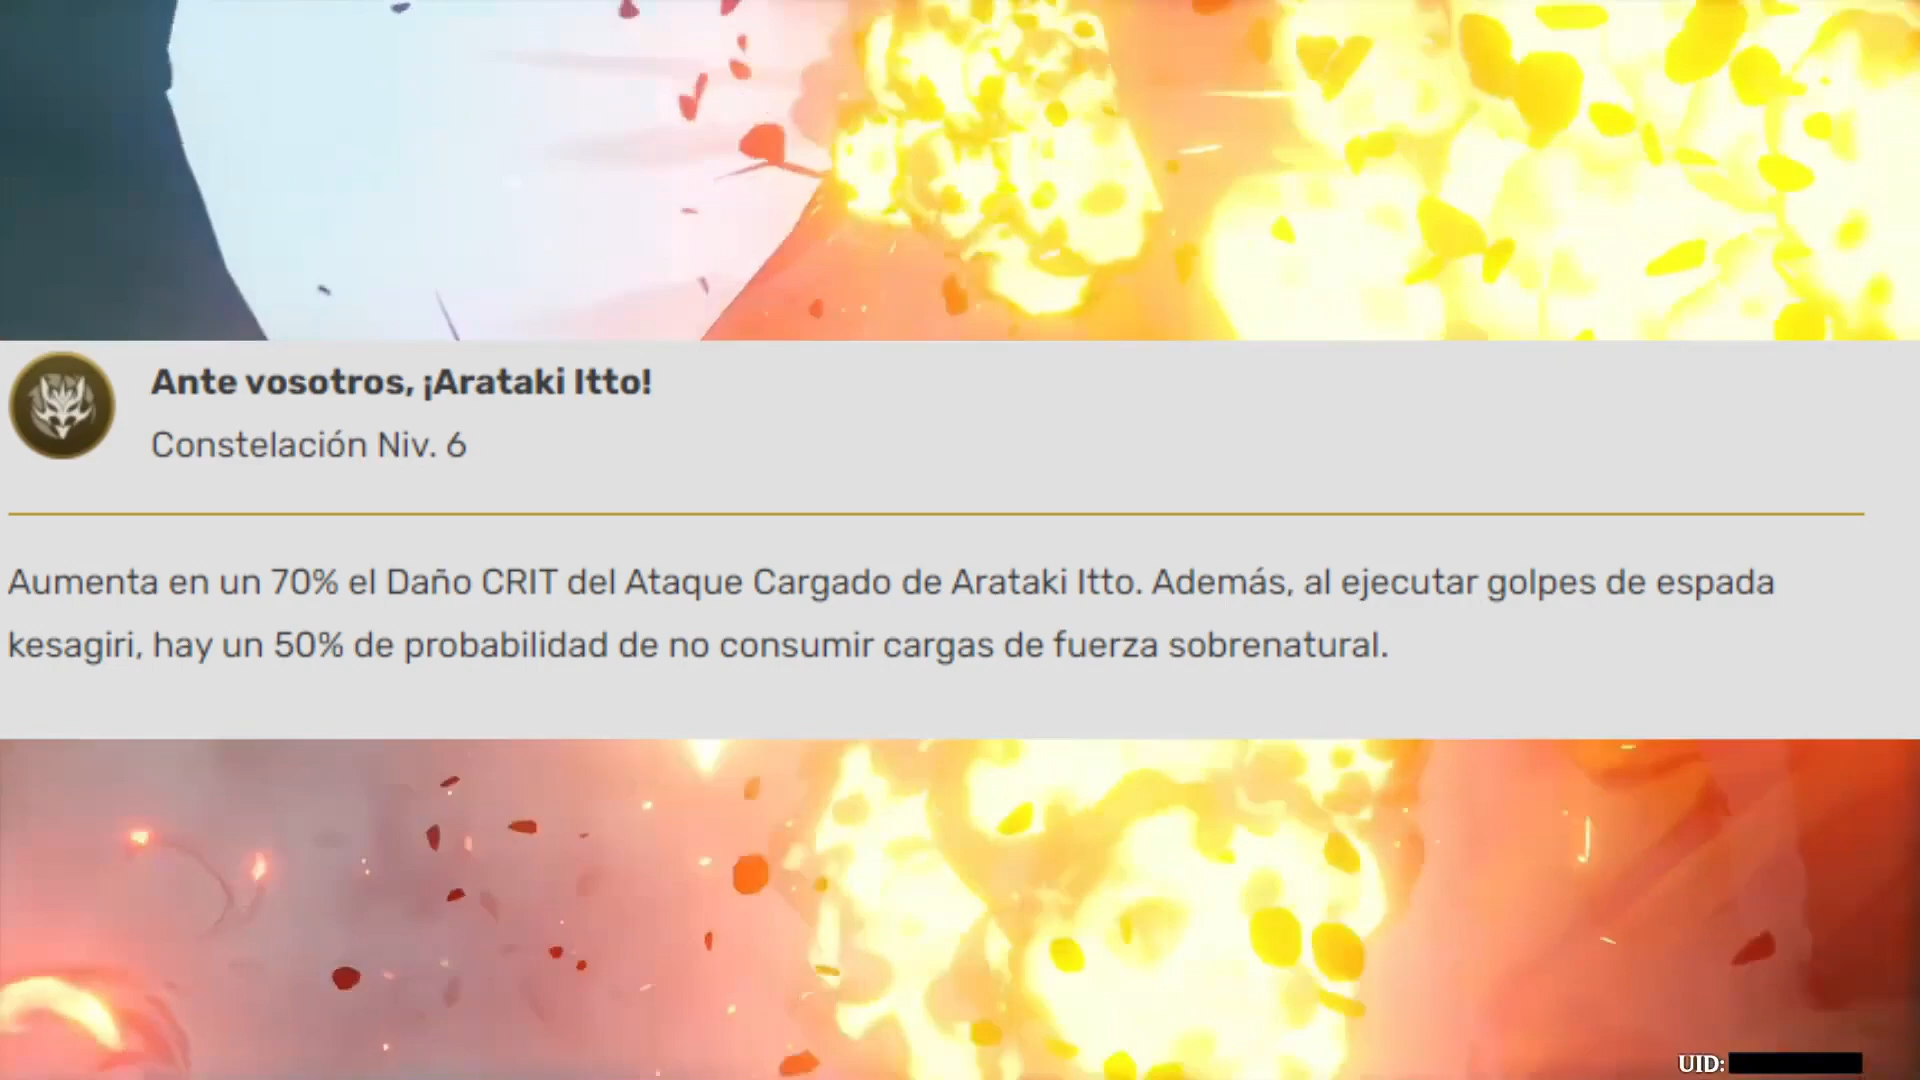 Ante vosotros, ¡Arataki Itto!
Constelación Niv. 6
Aumenta en un 70% el Daño CRIT del Ataque Cargado de Arataki Itto. Además, al ejecutar golpes de espada
kesagiri, hay un 50% de probabilidad de no consumir cargas de fuerza sobrenatural.
UID: